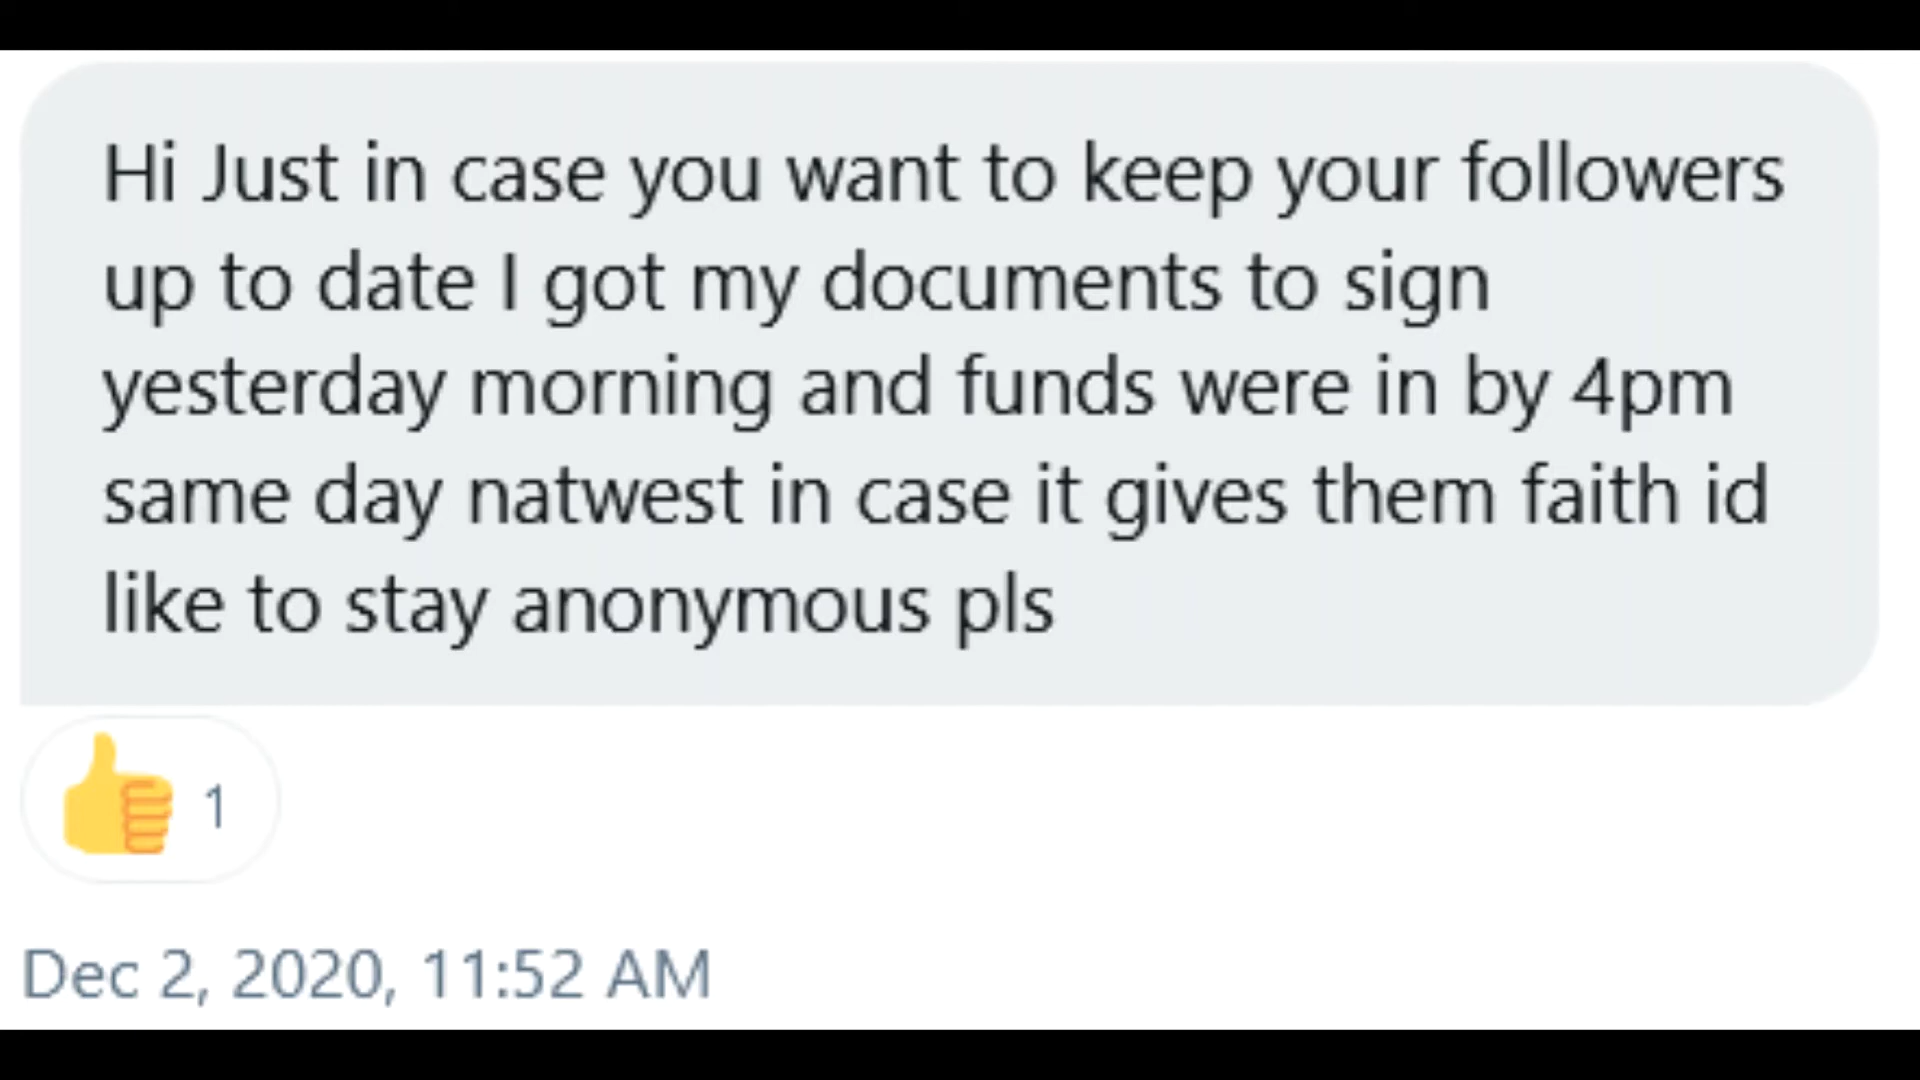 Hi Just in case you want to keep your followers
up to date I got my documents to sign
yesterday morning and funds were in by 4pm
same day natwest in case it gives them faith id
like to stay anonymous pls
👍 1
Dec 2, 2020, 11:52 AM